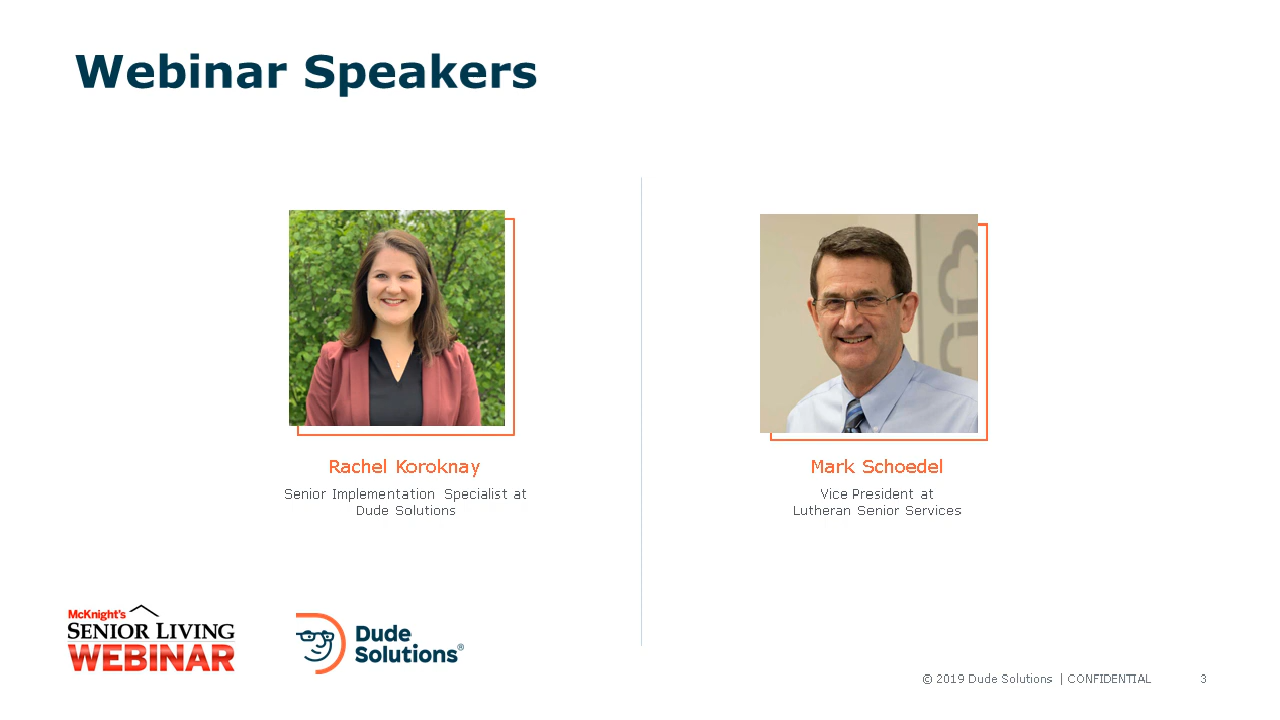 Webinar Speakers
Rachel Koroknay
Senior Implementation Specialist at
Dude Solutions
Mark Schoedel
Vice President at
Lutheran Senior Services
McKnight's
SENIOR LIVING
WEBINAR
Dude
Solutions®
© 2019 Dude Solutions | CONFIDENTIAL 3